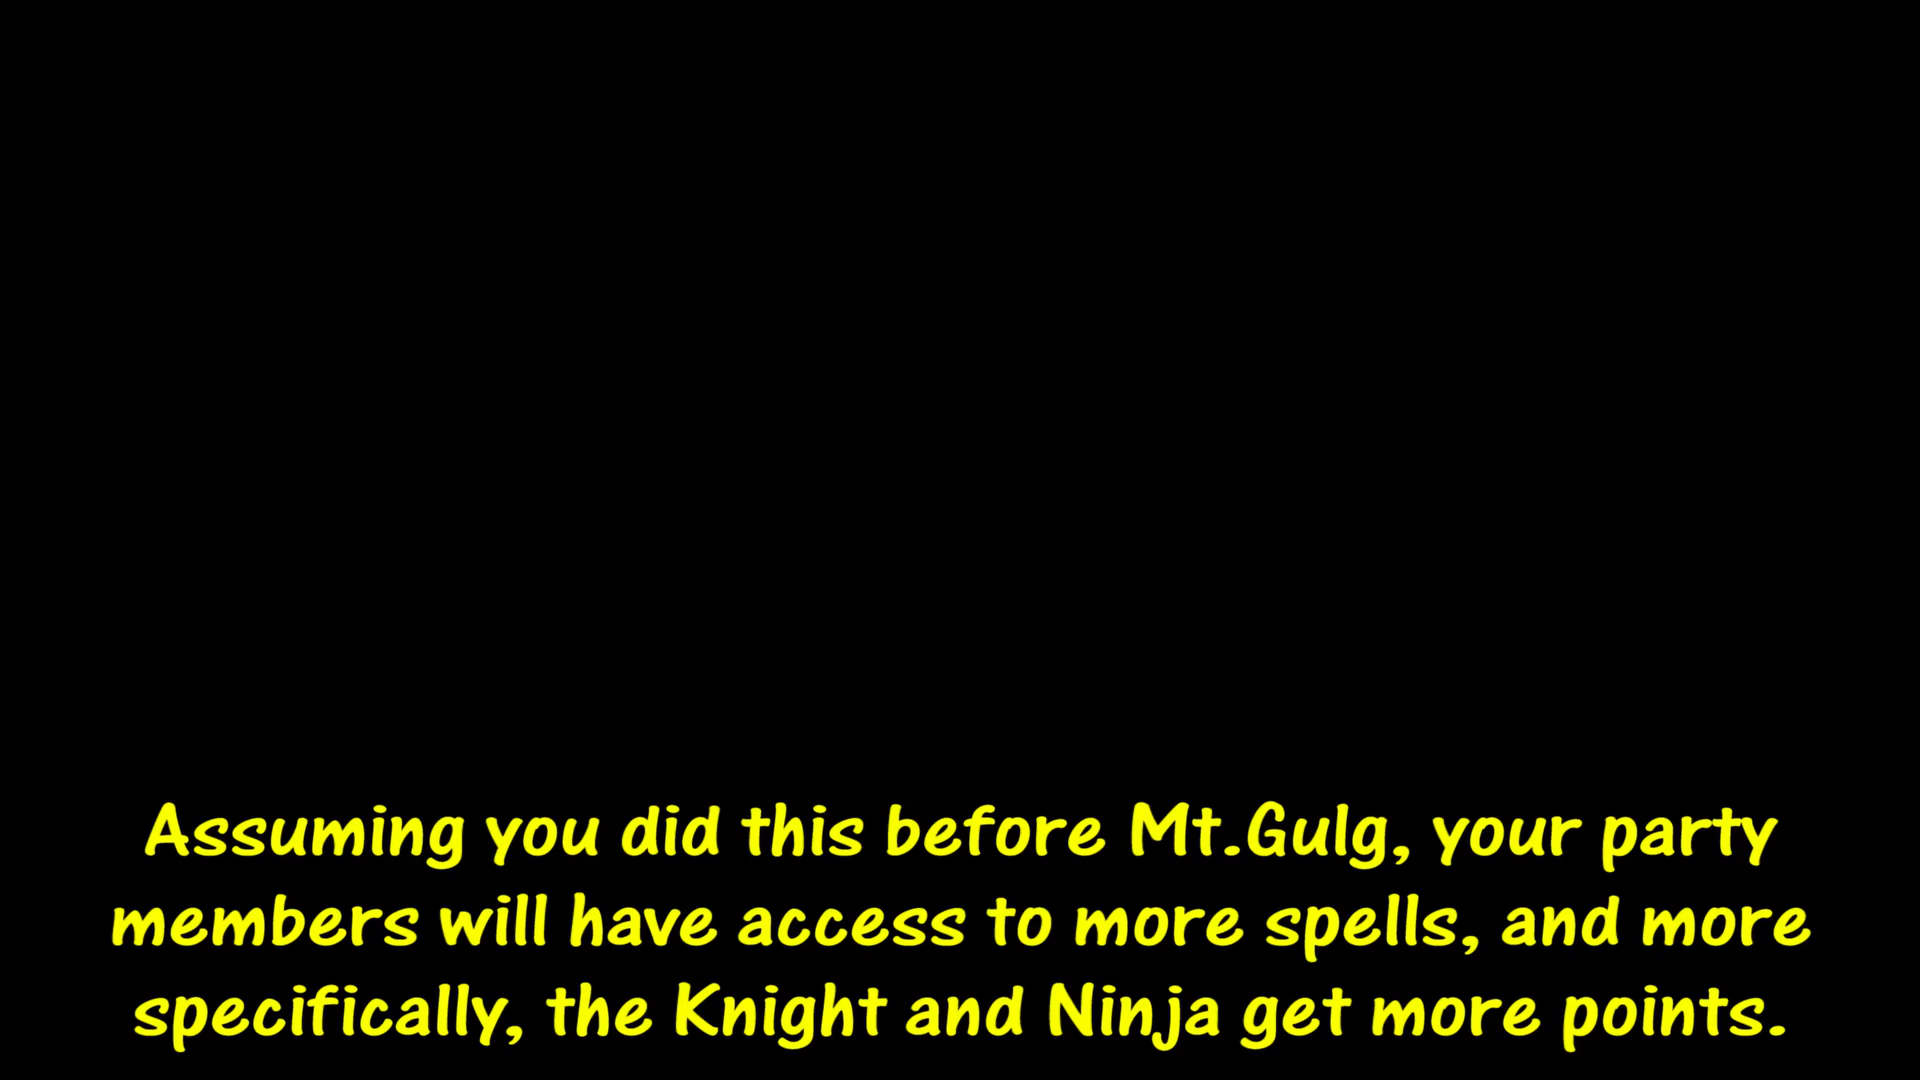 Assuming you did this before Mt.Gulg, your party
members will have access to more spells, and more
specifically, the Knight and Ninja get more points.